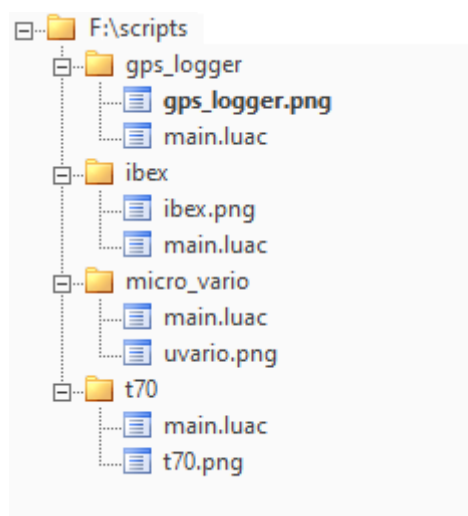 F:\scripts
gps_logger
gps_logger.png
main.luac
ibex
ibex.png
main.luac
micro_vario
main.luac
uvario.png
t70
main.luac
t70.png